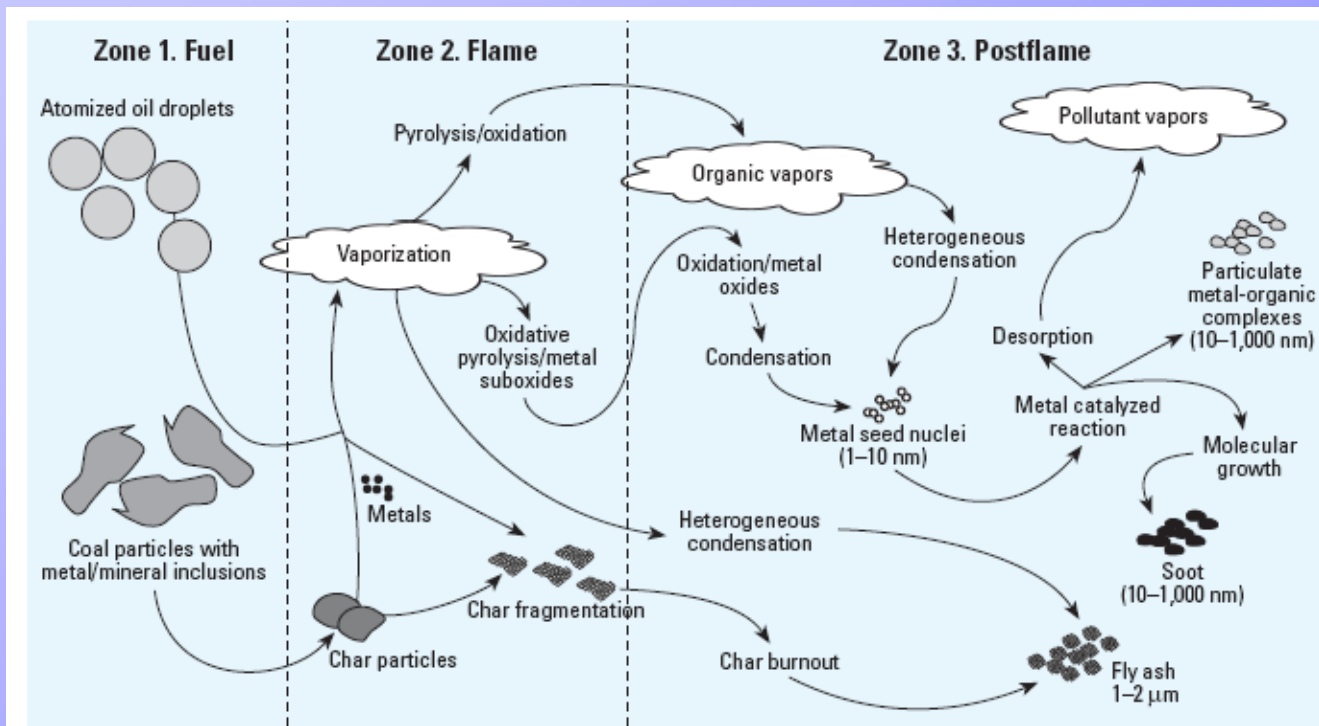 Zone 1. Fuel
Zone 2. Flame
Zone 3. Postflame
Atomized oil droplets
Coal particles with
metal/mineral inclusions
Pyrolysis/oxidation
Vaporization
Oxidative
pyrolysis/metal
suboxides
Metals
Char particles
Char fragmentation
Organic vapors
Oxidation/metal
oxides
Condensation
Heterogeneous
condensation
Metal seed nuclei
(1–10 nm)
Heterogeneous
condensation
Char burnout
Pollutant vapors
Desorption
Metal catalyzed
reaction
Particulate
metal-organic
complexes
(10–1,000 nm)
Molecular
growth
Soot
(10–1,000 nm)
Fly ash
1–2 μm